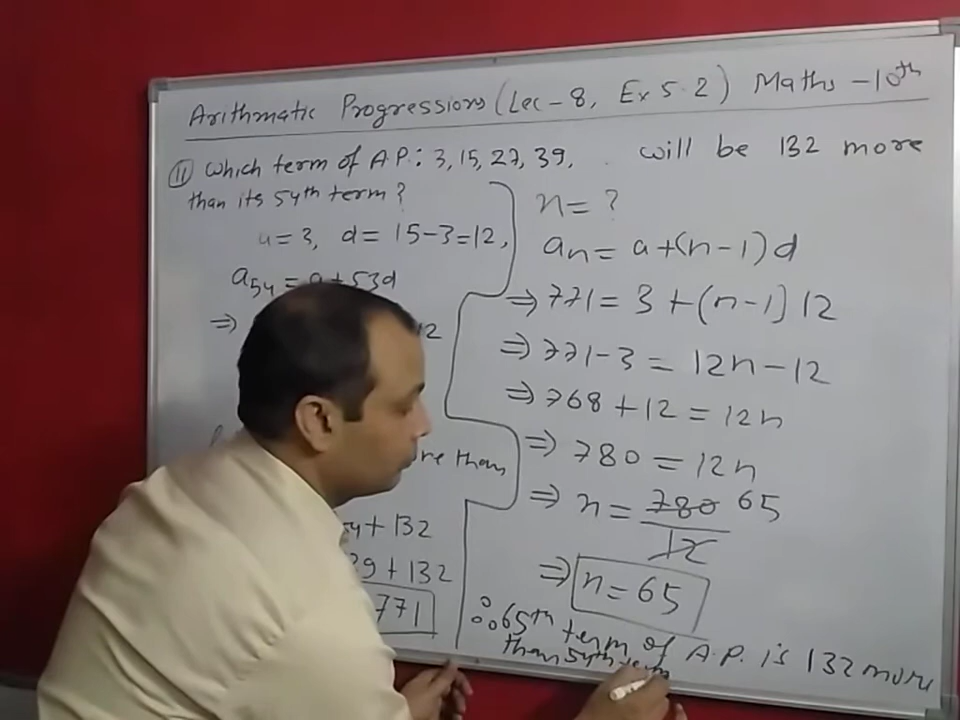 Arithmatic Progressions (Lec-8, Ex 5.2) Maths -10th
(11) Which term of A.P.: 3, 15, 27, 39, . will be 132 more
than its 54th term?
a = 3, d = 15-3=12,
a54 = a + 53d
⇒ 12
re than
54 + 132
39 + 132
771
n = ?
an = a + (n-1) d
⇒ 771 = 3 + (n-1) 12
⇒ 771-3 = 12n - 12
⇒ 768 + 12 = 12n
⇒ 780 = 12n
⇒ n = 780 65
12
⇒ n = 65
∴ 65th term of A.P. is 132 more
than 54th term